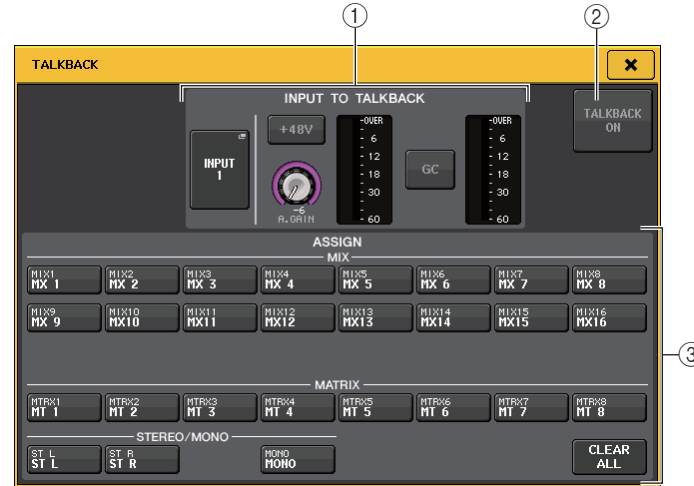 ① ②
TALKBACK ×
INPUT TO TALKBACK
TALKBACK
ON
INPUT
1
+48V
-6
A.GAIN
-OVER
- 6
- 12
- 18
- 30
- 60
GC
-OVER
- 6
- 12
- 18
- 30
- 60
③
ASSIGN
MIX
MIX1 MIX2 MIX3 MIX4 MIX5 MIX6 MIX7 MIX8
MX 1 MX 2 MX 3 MX 4 MX 5 MX 6 MX 7 MX 8
MIX9 MIX10 MIX11 MIX12 MIX13 MIX14 MIX15 MIX16
MX 9 MX10 MX11 MX12 MX13 MX14 MX15 MX16
MATRIX
MTRX1 MTRX2 MTRX3 MTRX4 MTRX5 MTRX6 MTRX7 MTRX8
MT 1 MT 2 MT 3 MT 4 MT 5 MT 6 MT 7 MT 8
STEREO/MONO
ST L ST R MONO
ST L ST R MONO
CLEAR
ALL